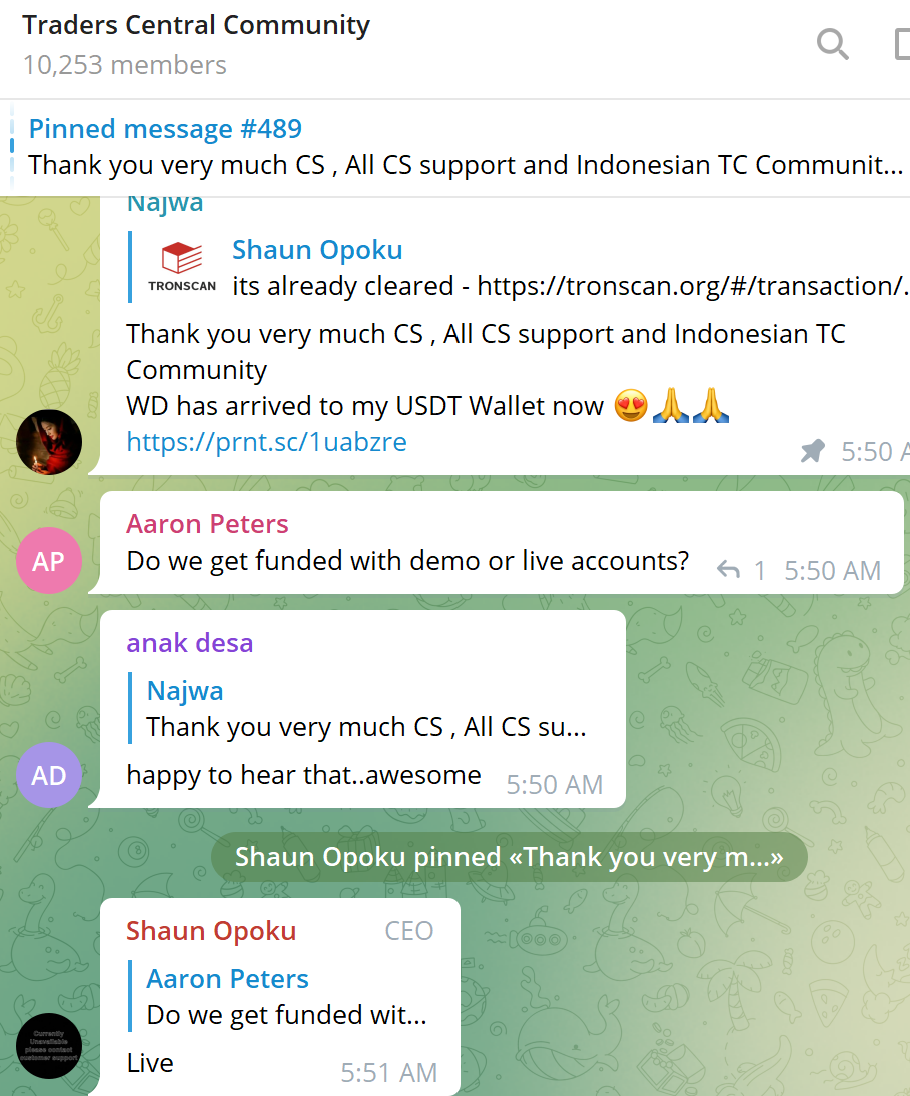 Traders Central Community
10,253 members
Pinned message #489
Thank you very much CS , All CS support and Indonesian TC Communit...
Najwa
Shaun Opoku
TRONSCAN
its already cleared - https://tronscan.org/#/transaction/.
Thank you very much CS , All CS support and Indonesian TC
Community
WD has arrived to my USDT Wallet now 😍🙏🙏
https://prnt.sc/1uabzre
5:50 A
Aaron Peters
AP
Do we get funded with demo or live accounts?
1 5:50 AM
anak desa
Najwa
Thank you very much CS , All CS su...
AD
happy to hear that..awesome
5:50 AM
Shaun Opoku pinned «Thank you very m...»
Shaun Opoku CEO
Aaron Peters
Do we get funded wit...
Currently
Unavailable
please contact
customer support
Live
5:51 AM